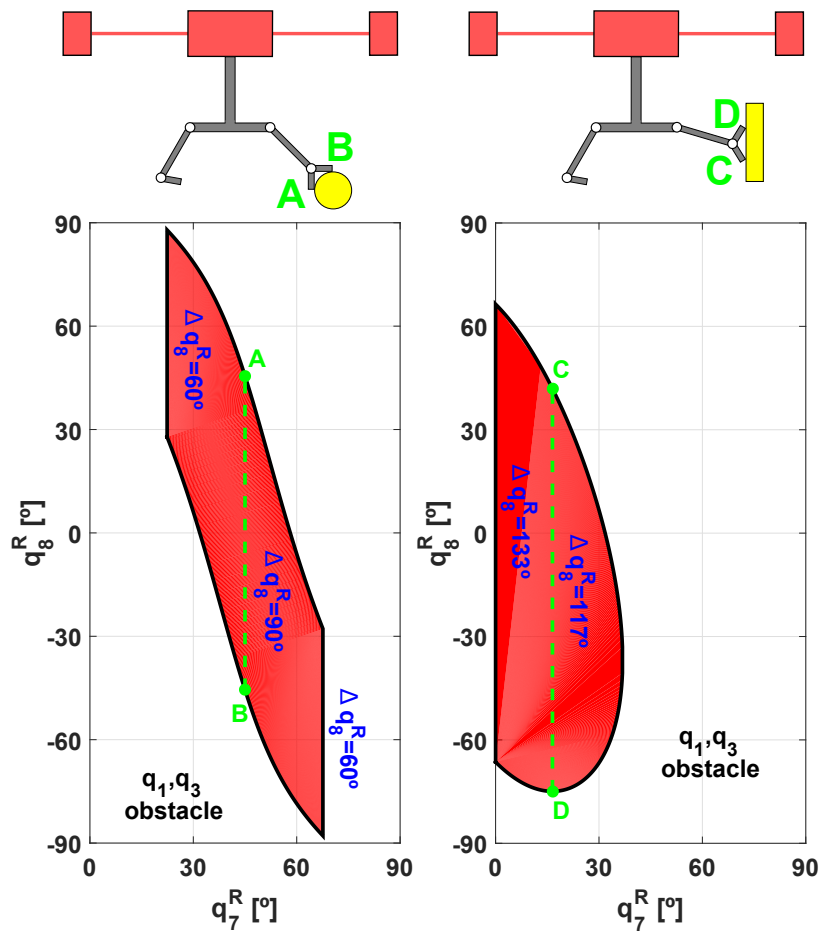 B
A
D
C
90
60
30
0
-30
-60
-90
q₈ᴿ [º]
Δ q₈ᴿ=60º
A
Δ q₈ᴿ=90º
B
Δ q₈ᴿ=60º
q₁,q₃
obstacle
0
30
60
90
q₇ᴿ [º]
90
60
30
0
-30
-60
-90
q₈ᴿ [º]
C
Δ q₈ᴿ=133º
Δ q₈ᴿ=117º
q₁,q₃
obstacle
D
0
30
60
90
q₇ᴿ [º]